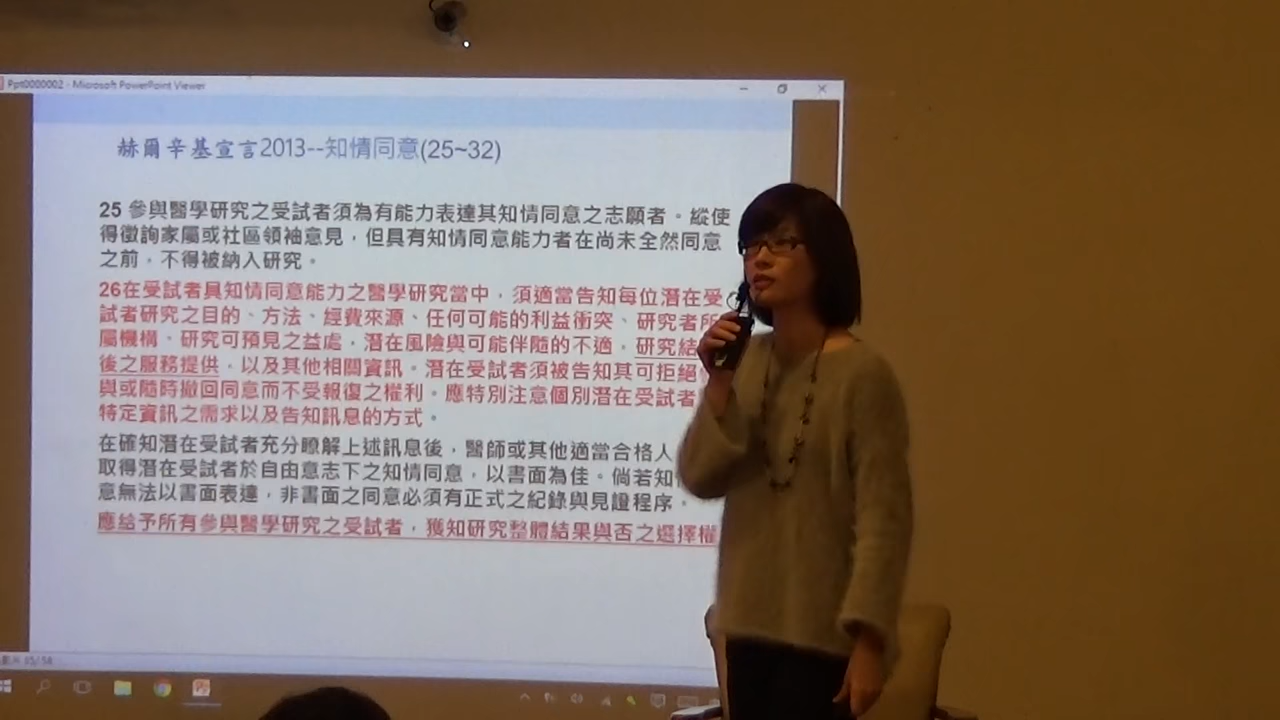 Ppt0000002 - Microsoft PowerPoint Viewer
赫爾辛基宣言2013--知情同意(25~32)
25 參與醫學研究之受試者須為有能力表達其知情同意之志願者。縱使
得徵詢家屬或社區領袖意見，但具有知情同意能力者在尚未全然同意
之前，不得被納入研究。
26在受試者具知情同意能力之醫學研究當中，須適當告知每位潛在受
試者研究之目的、方法、經費來源、任何可能的利益衝突、研究者所
屬機構。研究可預見之益處，潛在風險與可能伴隨的不適，研究結
後之服務提供，以及其他相關資訊。潛在受試者須被告知其可拒絕
與或隨時撤回同意而不受報復之權利。應特別注意個別潛在受試者
特定資訊之需求以及告知訊息的方式。
在確知潛在受試者充分瞭解上述訊息後，醫師或其他適當合格人
取得潛在受試者於自由意志下之知情同意，以書面為佳。倘若知
意無法以書面表達，非書面之同意必須有正式之紀錄與見證程序。
應給予所有參與醫學研究之受試者，獲知研究整體結果與否之選擇權